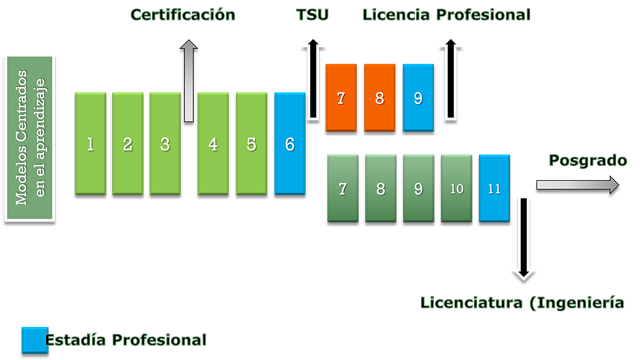 Certificación
TSU
Licencia Profesional
Modelos Centrados
en el aprendizaje
1 2 3 4 5 6
7 8 9
7 8 9 10 11
Posgrado
Licenciatura (Ingeniería
Estadía Profesional